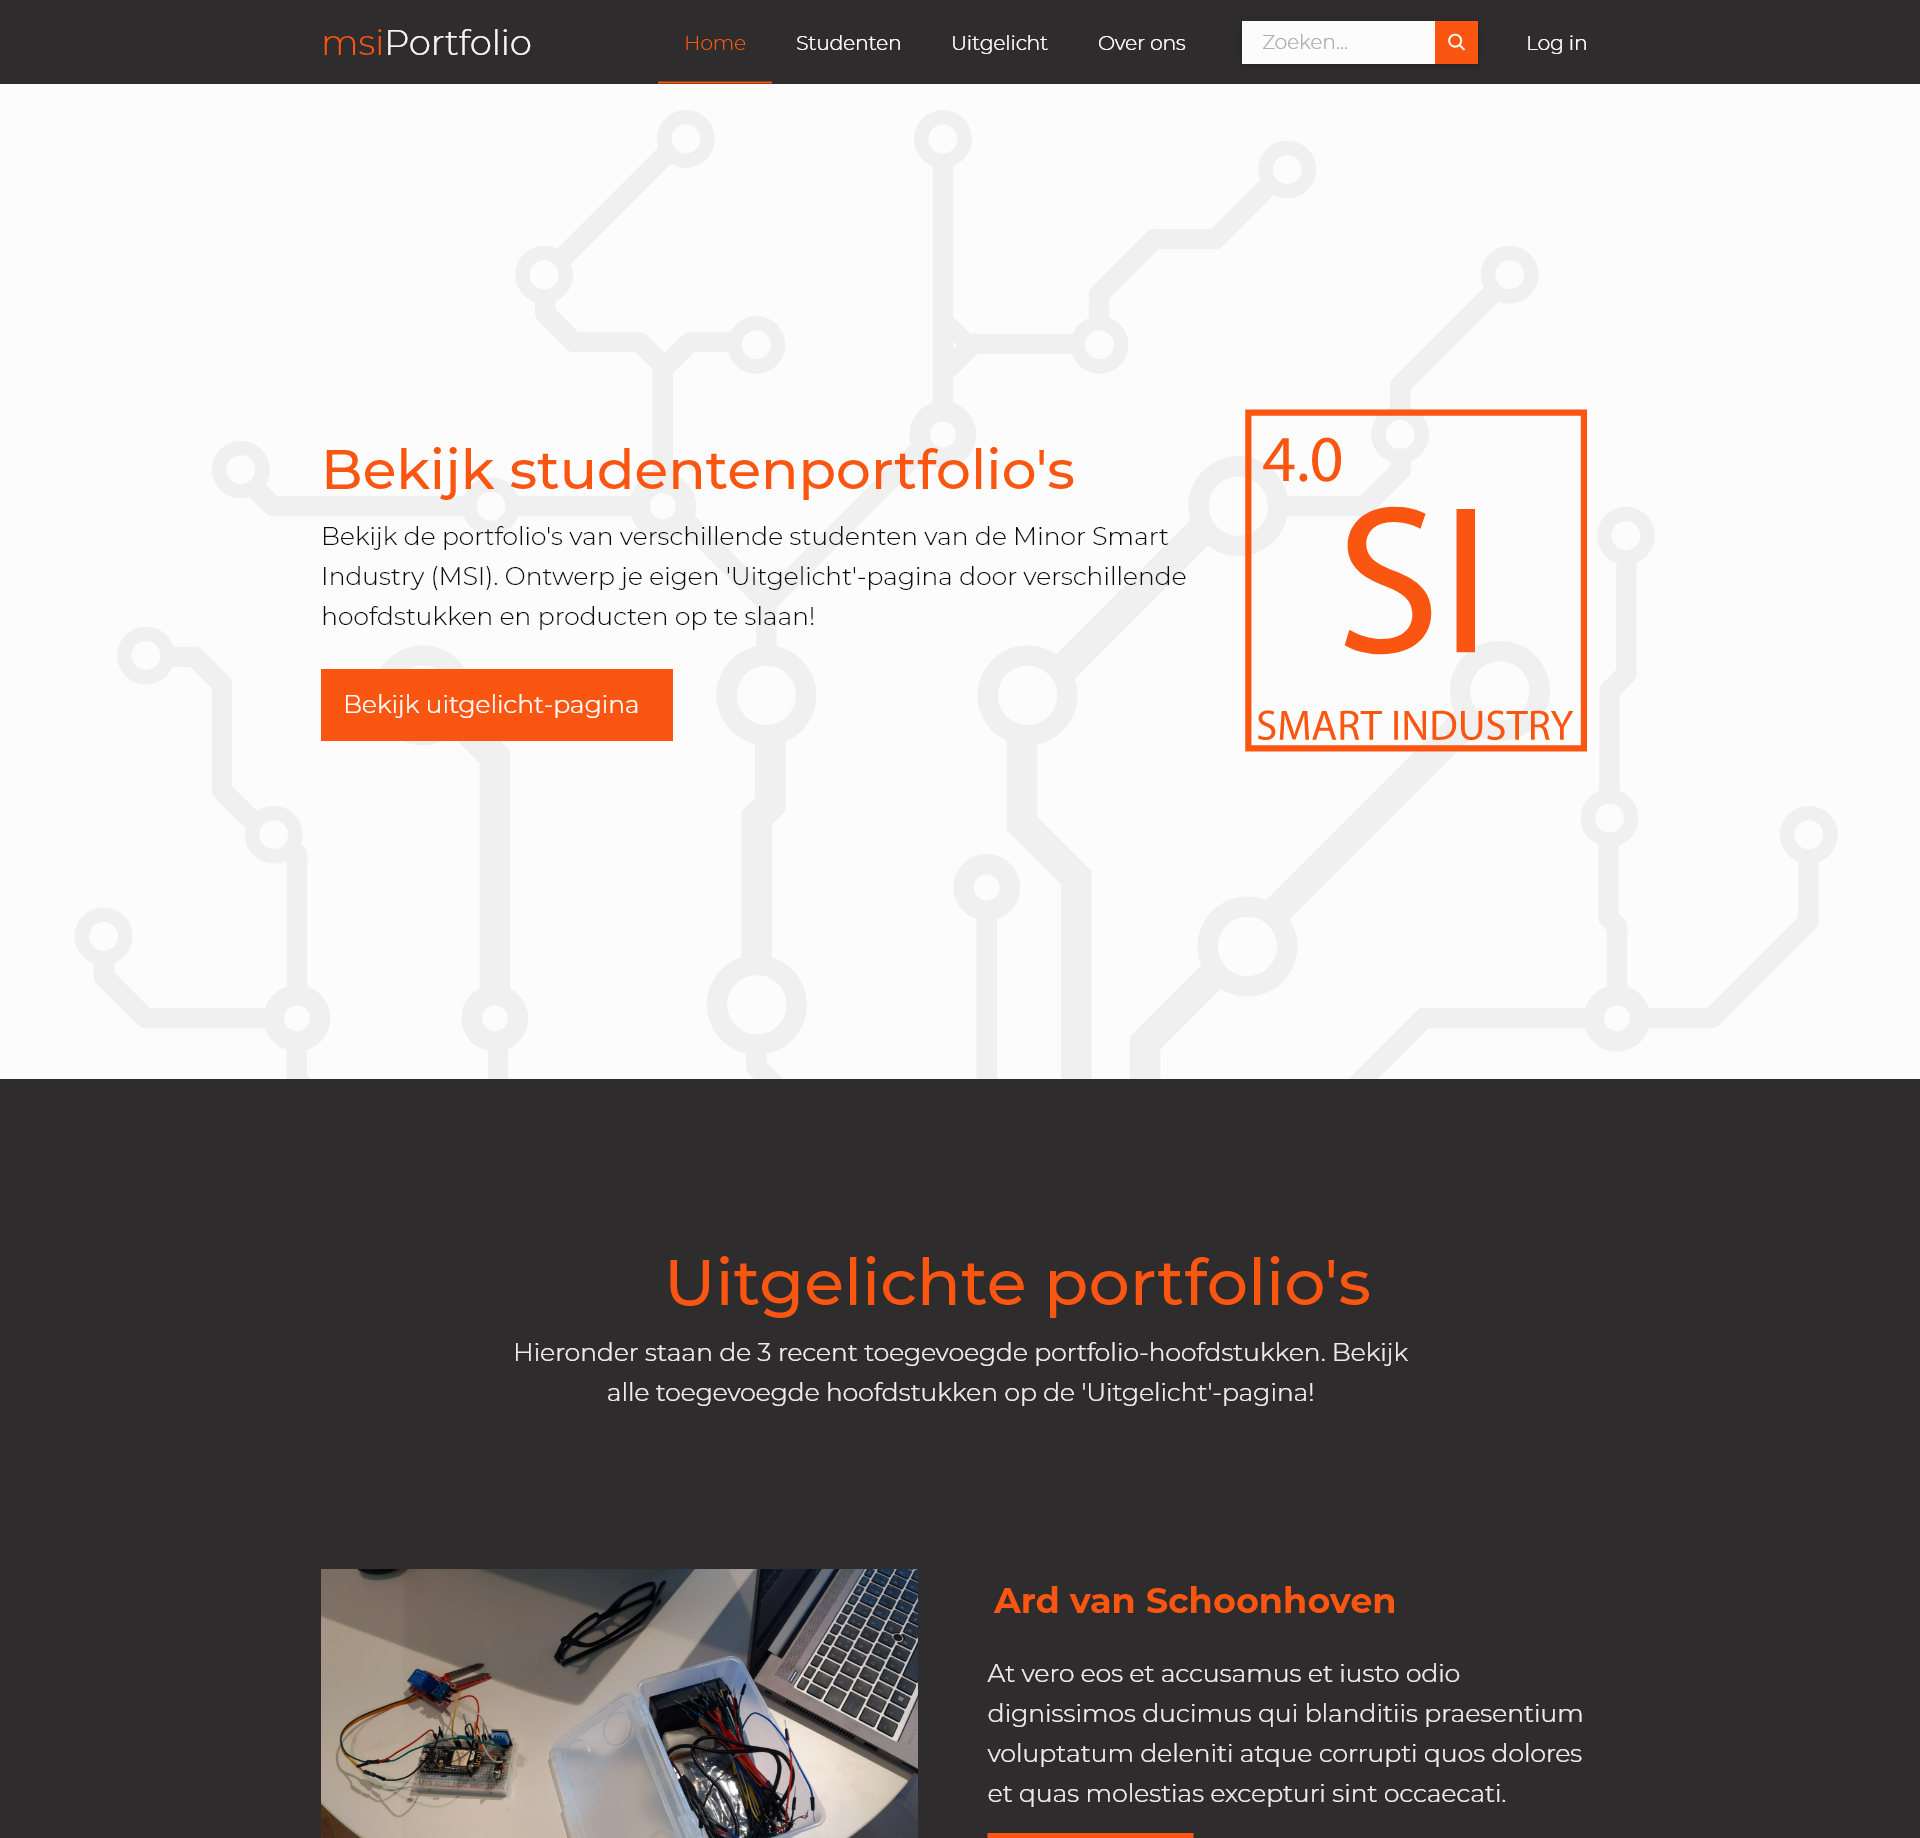 msiPortfolio
Home
Studenten
Uitgelicht
Over ons
Zoeken...
Log in
Bekijk studentenportfolio's
Bekijk de portfolio's van verschillende studenten van de Minor Smart
Industry (MSI). Ontwerp je eigen 'Uitgelicht'-pagina door verschillende
hoofdstukken en producten op te slaan!
Bekijk uitgelicht-pagina
4.0
SI
SMART INDUSTRY
Uitgelichte portfolio's
Hieronder staan de 3 recent toegevoegde portfolio-hoofdstukken. Bekijk
alle toegevoegde hoofdstukken op de 'Uitgelicht'-pagina!
Ard van Schoonhoven
At vero eos et accusamus et iusto odio
dignissimos ducimus qui blanditiis praesentium
voluptatum deleniti atque corrupti quos dolores
et quas molestias excepturi sint occaecati.